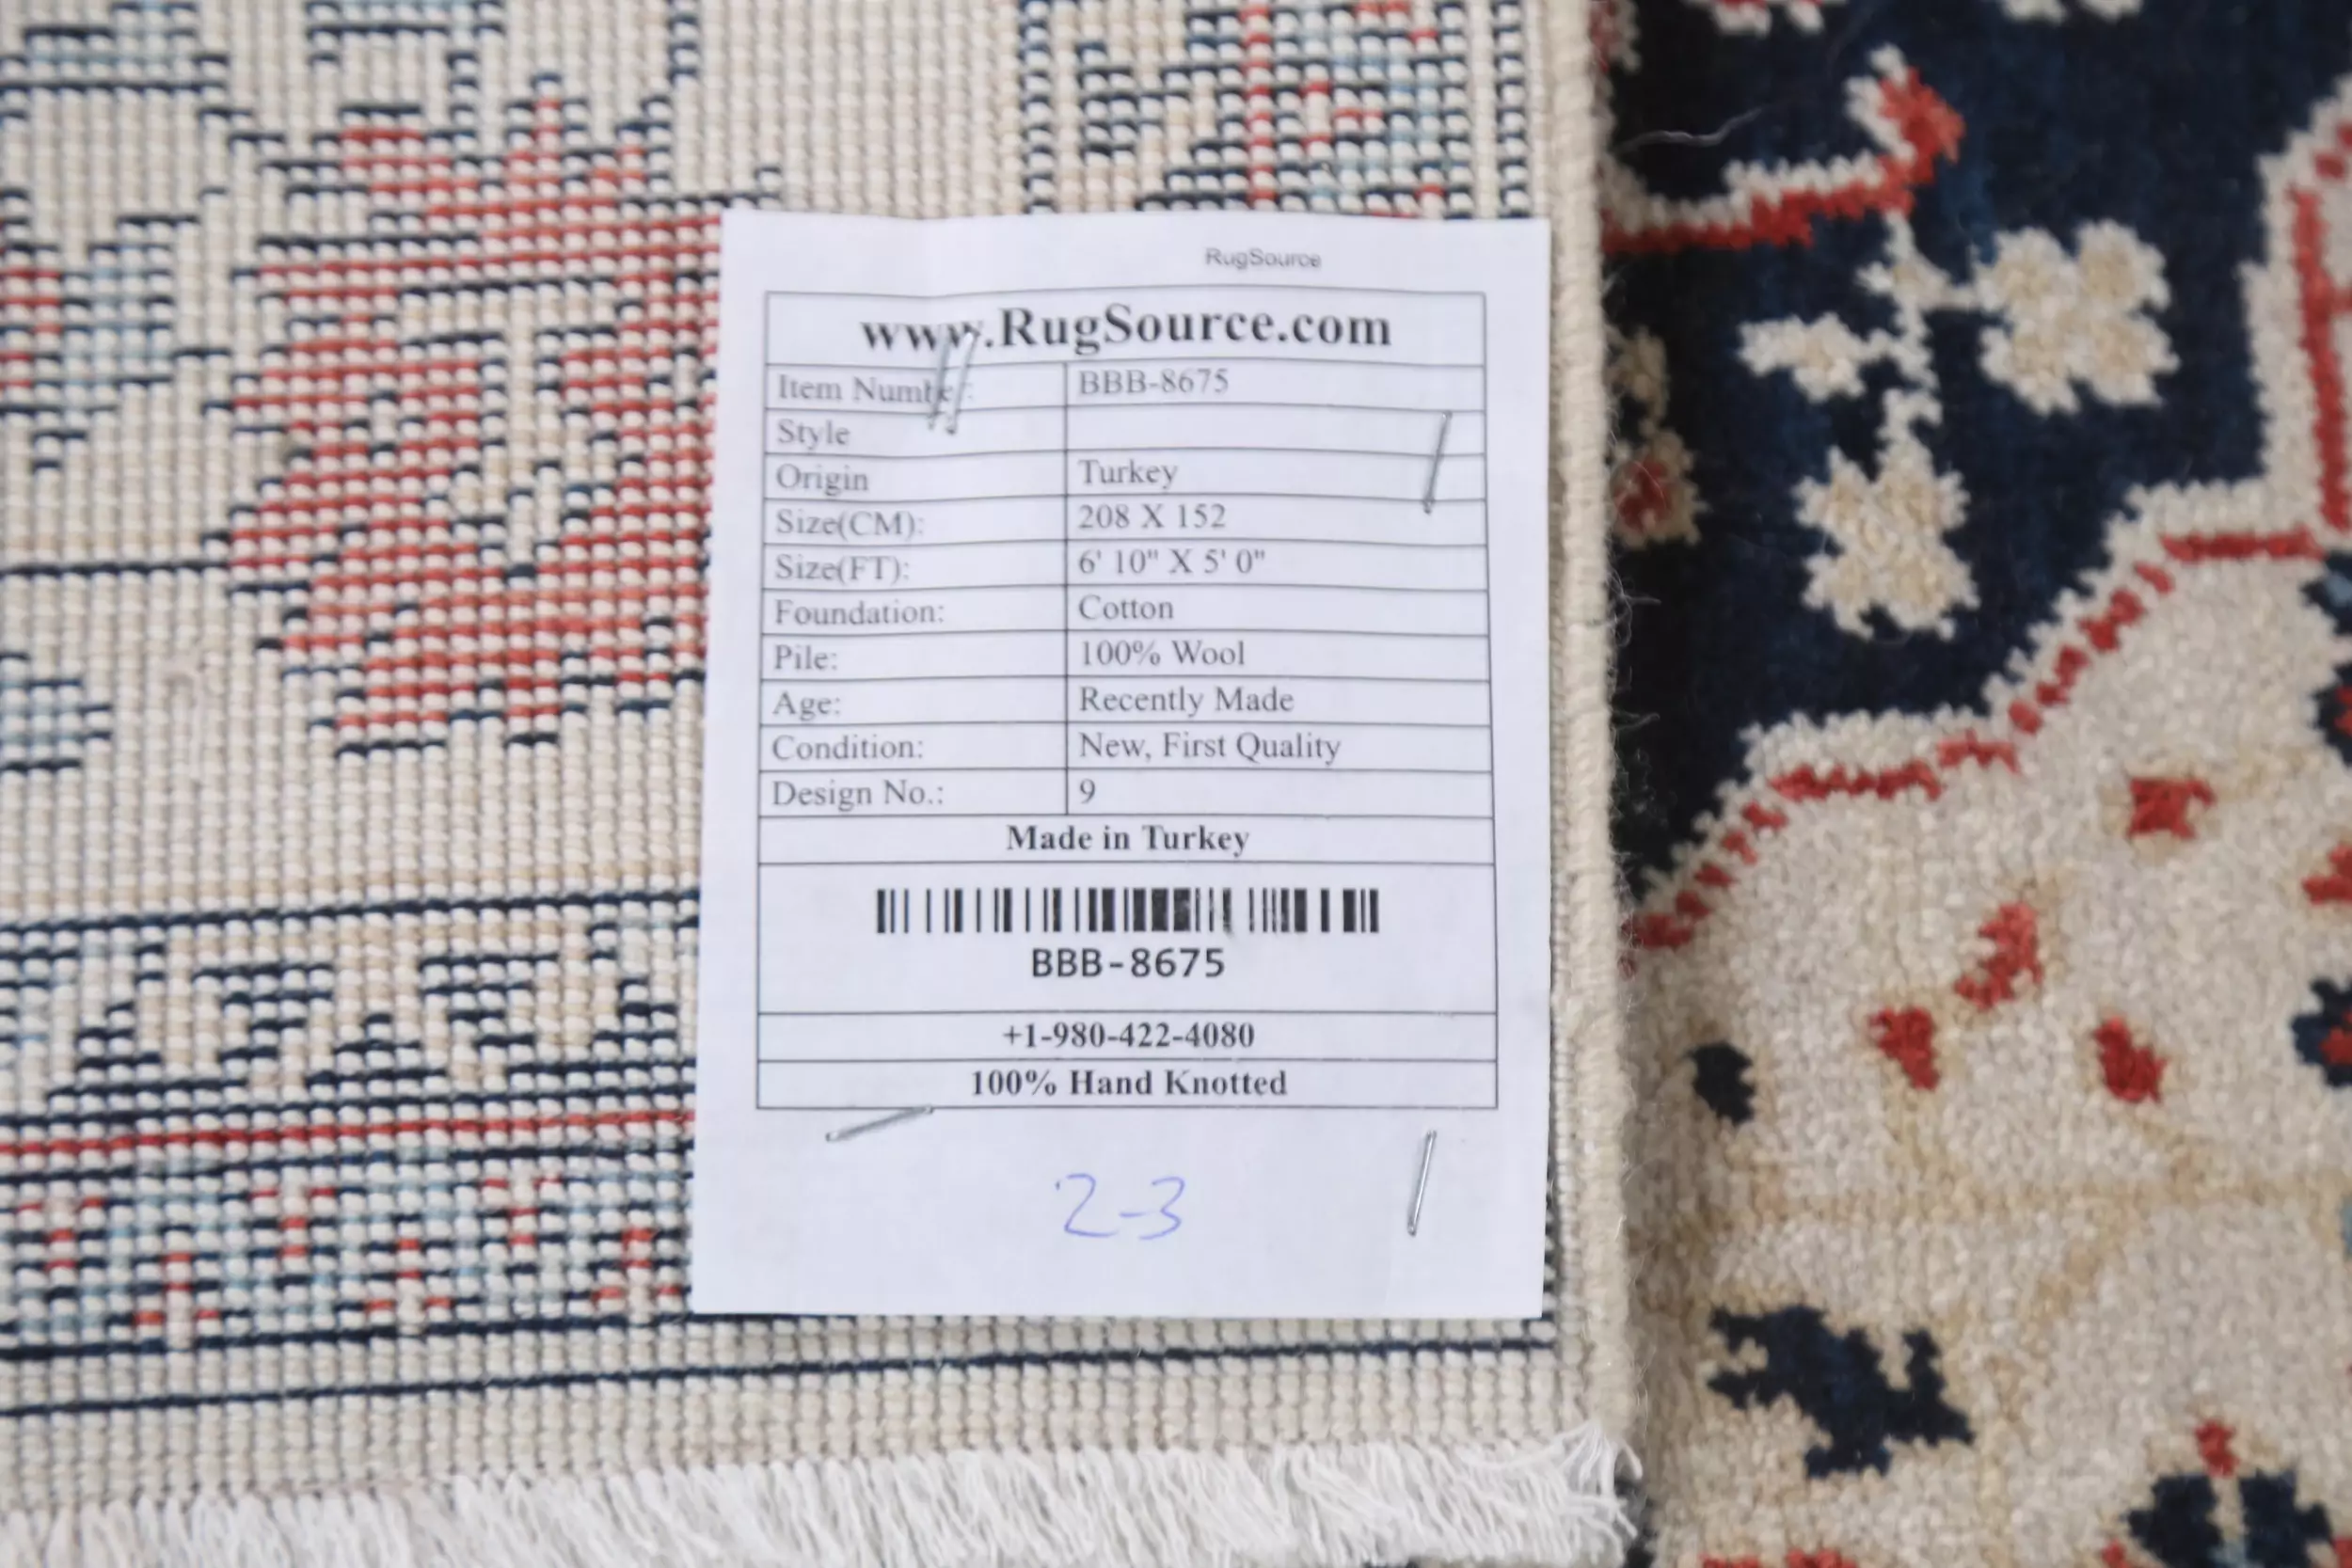 RugSource
www.RugSource.com
Item Number: BBB-8675
Style
Origin Turkey
Size(CM): 208 X 152
Size(FT): 6' 10" X 5' 0"
Foundation: Cotton
Pile: 100% Wool
Age: Recently Made
Condition: New, First Quality
Design No.: 9
Made in Turkey
BBB-8675
+1-980-422-4080
100% Hand Knotted
2-3